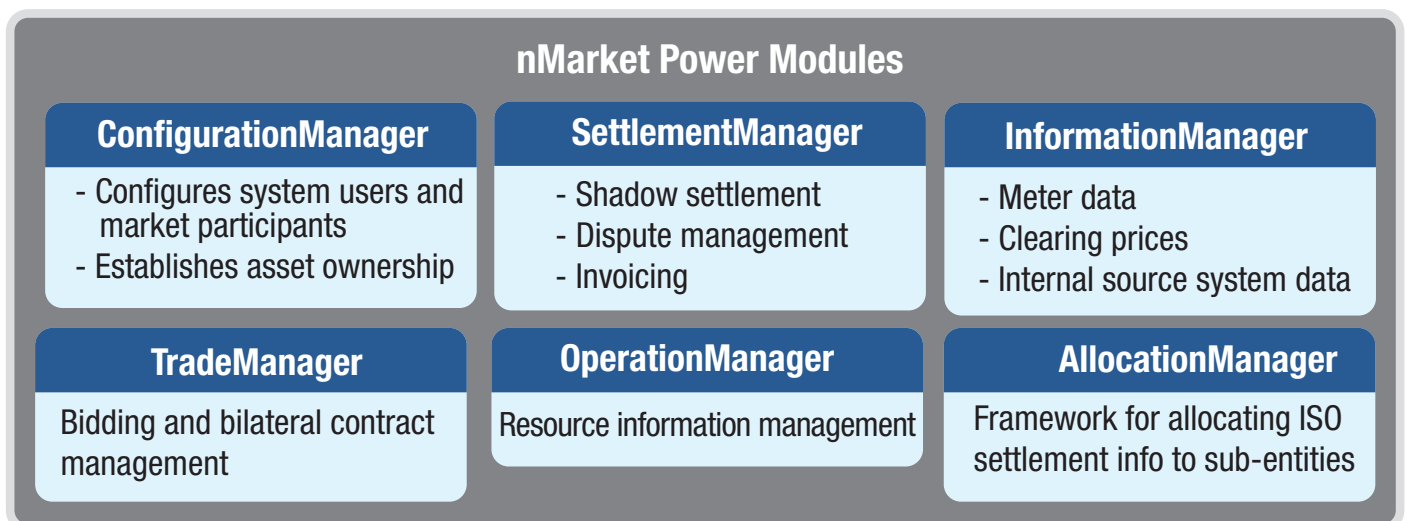 nMarket Power Modules
ConfigurationManager
- Configures system users and
market participants
- Establishes asset ownership
SettlementManager
- Shadow settlement
- Dispute management
- Invoicing
InformationManager
- Meter data
- Clearing prices
- Internal source system data
TradeManager
Bidding and bilateral contract
management
OperationManager
Resource information management
AllocationManager
Framework for allocating ISO
settlement info to sub-entities